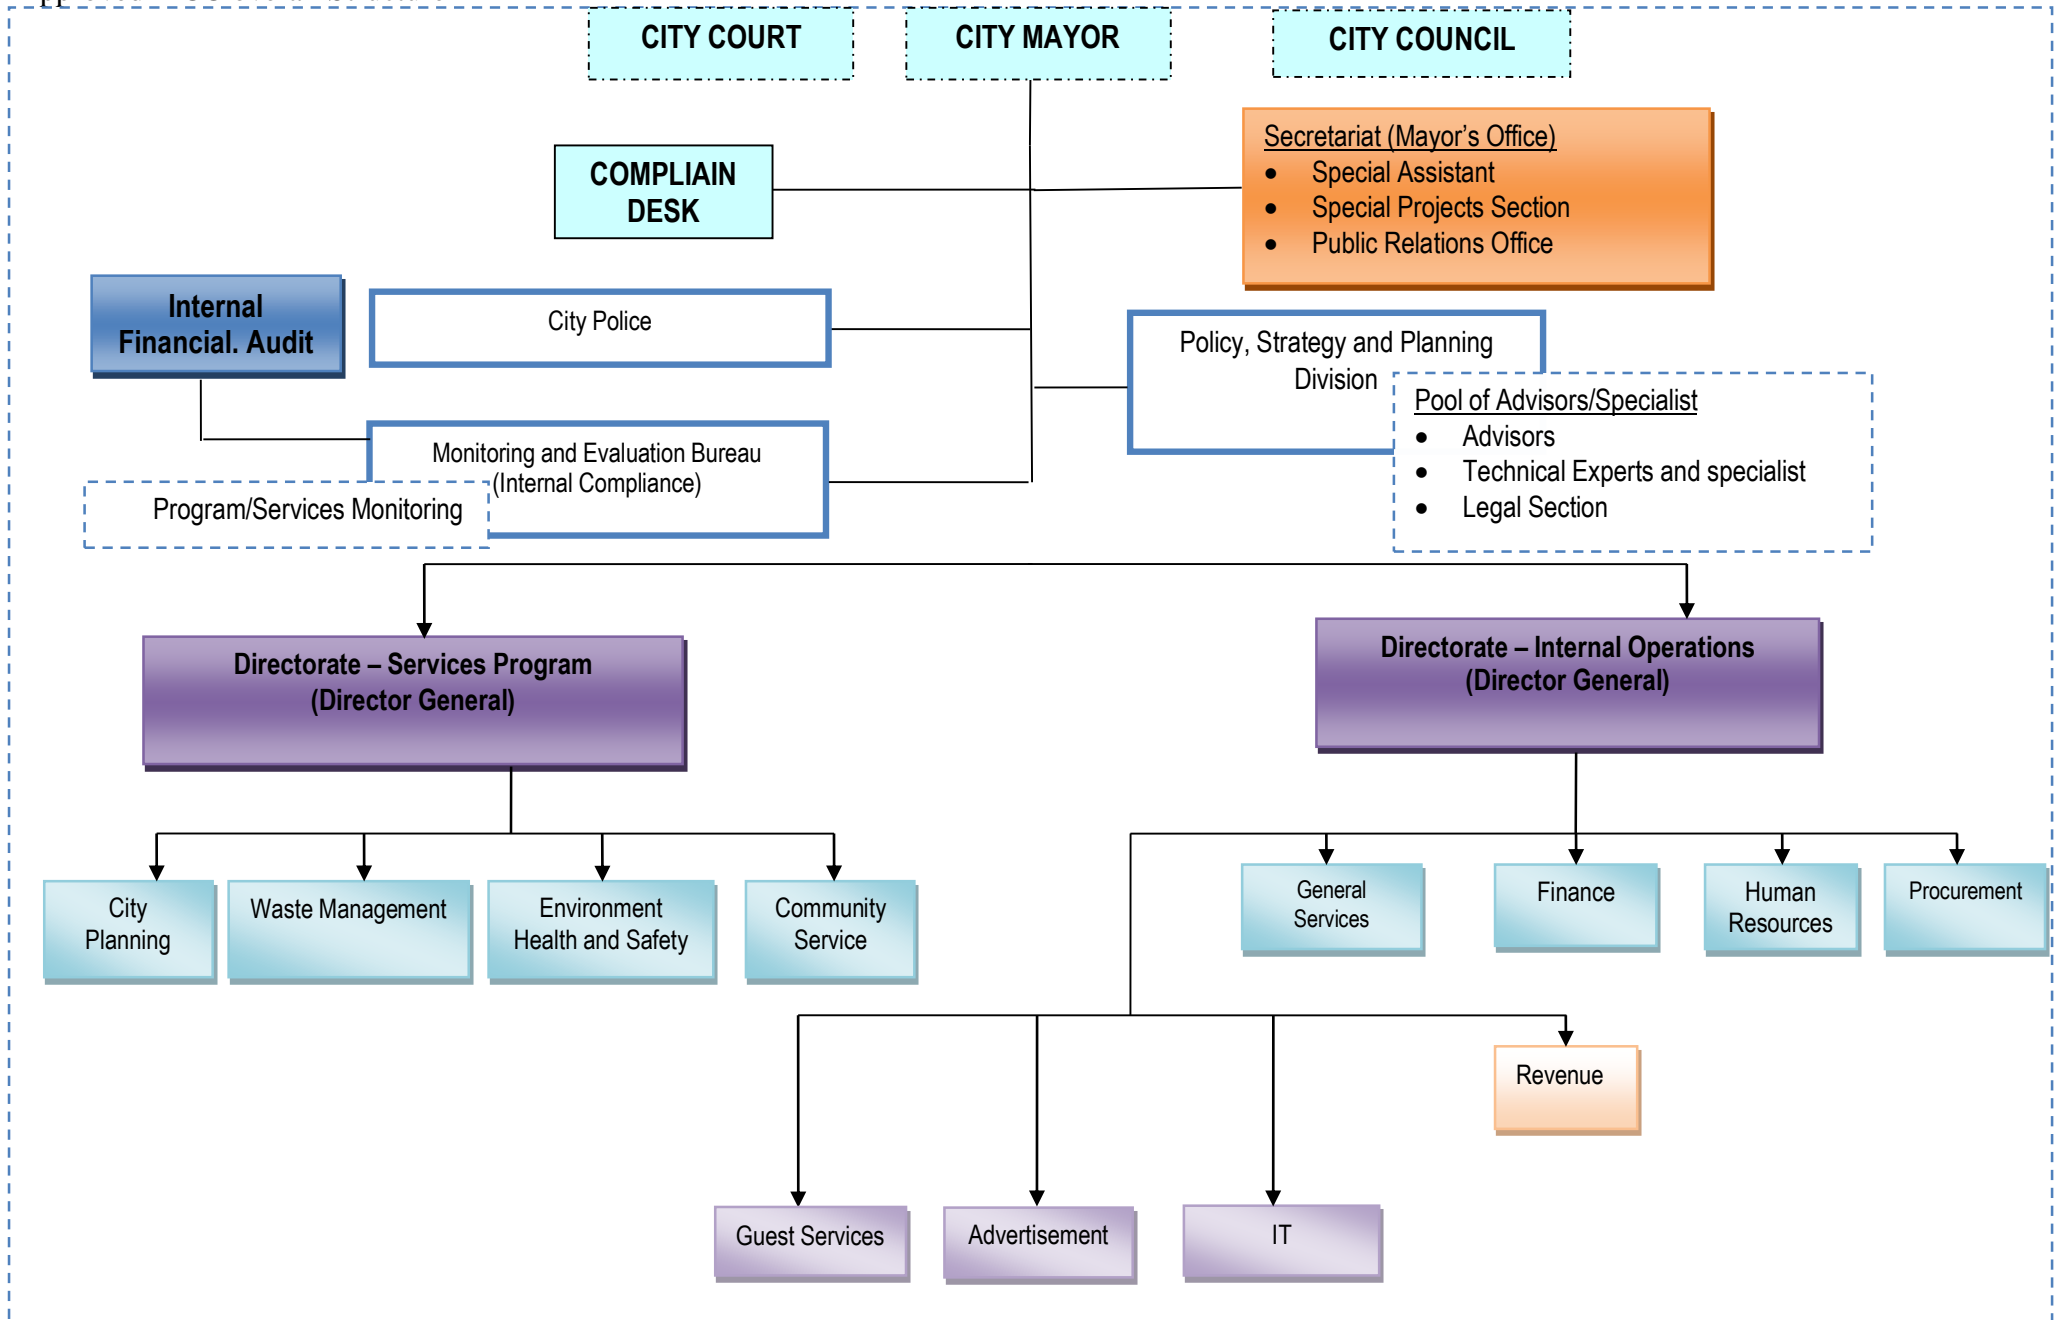 CITY COURT
CITY MAYOR
CITY COUNCIL
Secretariat (Mayor’s Office)
● Special Assistant
● Special Projects Section
● Public Relations Office
COMPLIAIN
DESK
Internal
Financial. Audit
City Police
Policy, Strategy and Planning
Division
Pool of Advisors/Specialist
● Advisors
● Technical Experts and specialist
● Legal Section
Monitoring and Evaluation Bureau
(Internal Compliance)
Program/Services Monitoring
Directorate – Services Program
(Director General)
Directorate – Internal Operations
(Director General)
City
Planning
Waste Management
Environment
Health and Safety
Community
Service
General
Services
Finance
Human
Resources
Procurement
Revenue
Guest Services
Advertisement
IT